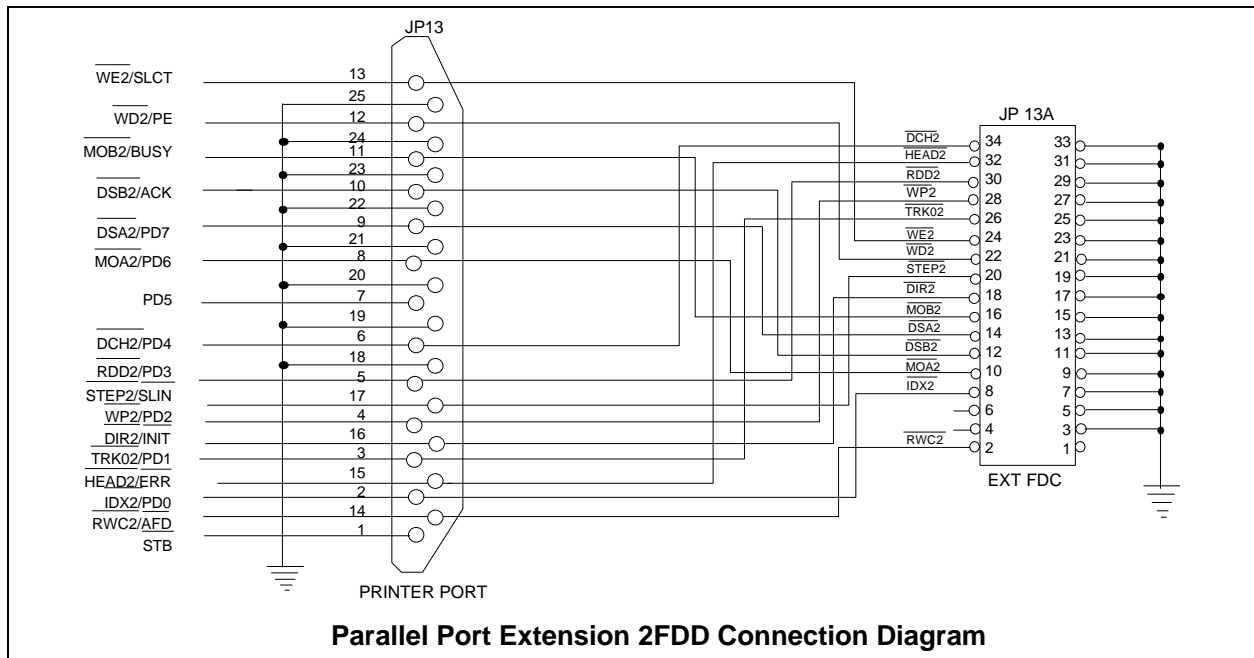 JP13
WE2/SLCT
13
25
WD2/PE
12
24
MOB2/BUSY
11
23
DSB2/ACK
10
22
DSA2/PD7
9
21
MOA2/PD6
8
20
PD5
7
19
DCH2/PD4
6
18
RDD2/PD3
5
STEP2/SLIN
17
WP2/PD2
4
DIR2/INIT
16
TRK02/PD1
3
HEAD2/ERR
15
IDX2/PD0
2
RWC2/AFD
14
STB
1
PRINTER PORT
JP 13A
DCH2 34 33
HEAD2 32 31
RDD2 30 29
WP2 28 27
TRK02 26 25
WE2 24 23
WD2 22 21
STEP2 20 19
DIR2 18 17
MOB2 16 15
DSA2 14 13
DSB2 12 11
MOA2 10 9
IDX2 8 7
6 5
4 3
RWC2 2 1
EXT FDC
Parallel Port Extension 2FDD Connection Diagram